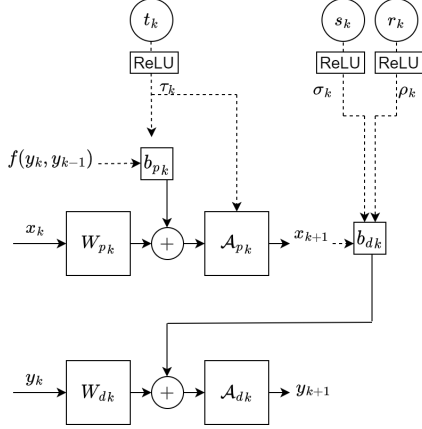 t_k s_k r_k
ReLU ReLU ReLU
τ_k σ_k ρ_k
f(y_k, y_{k-1}) b_{p_k}
x_k W_{p_k} + 𝒜_{p_k} x_{k+1} b_{d_k}
y_k W_{d_k} + 𝒜_{d_k} y_{k+1}